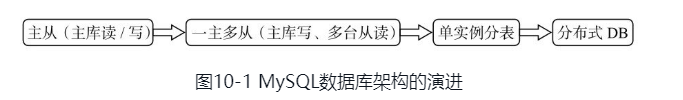 主从（主库读 / 写） 一主多从（主库写、多台从读） 单实例分表 分布式 DB
图10-1 MySQL数据库架构的演进